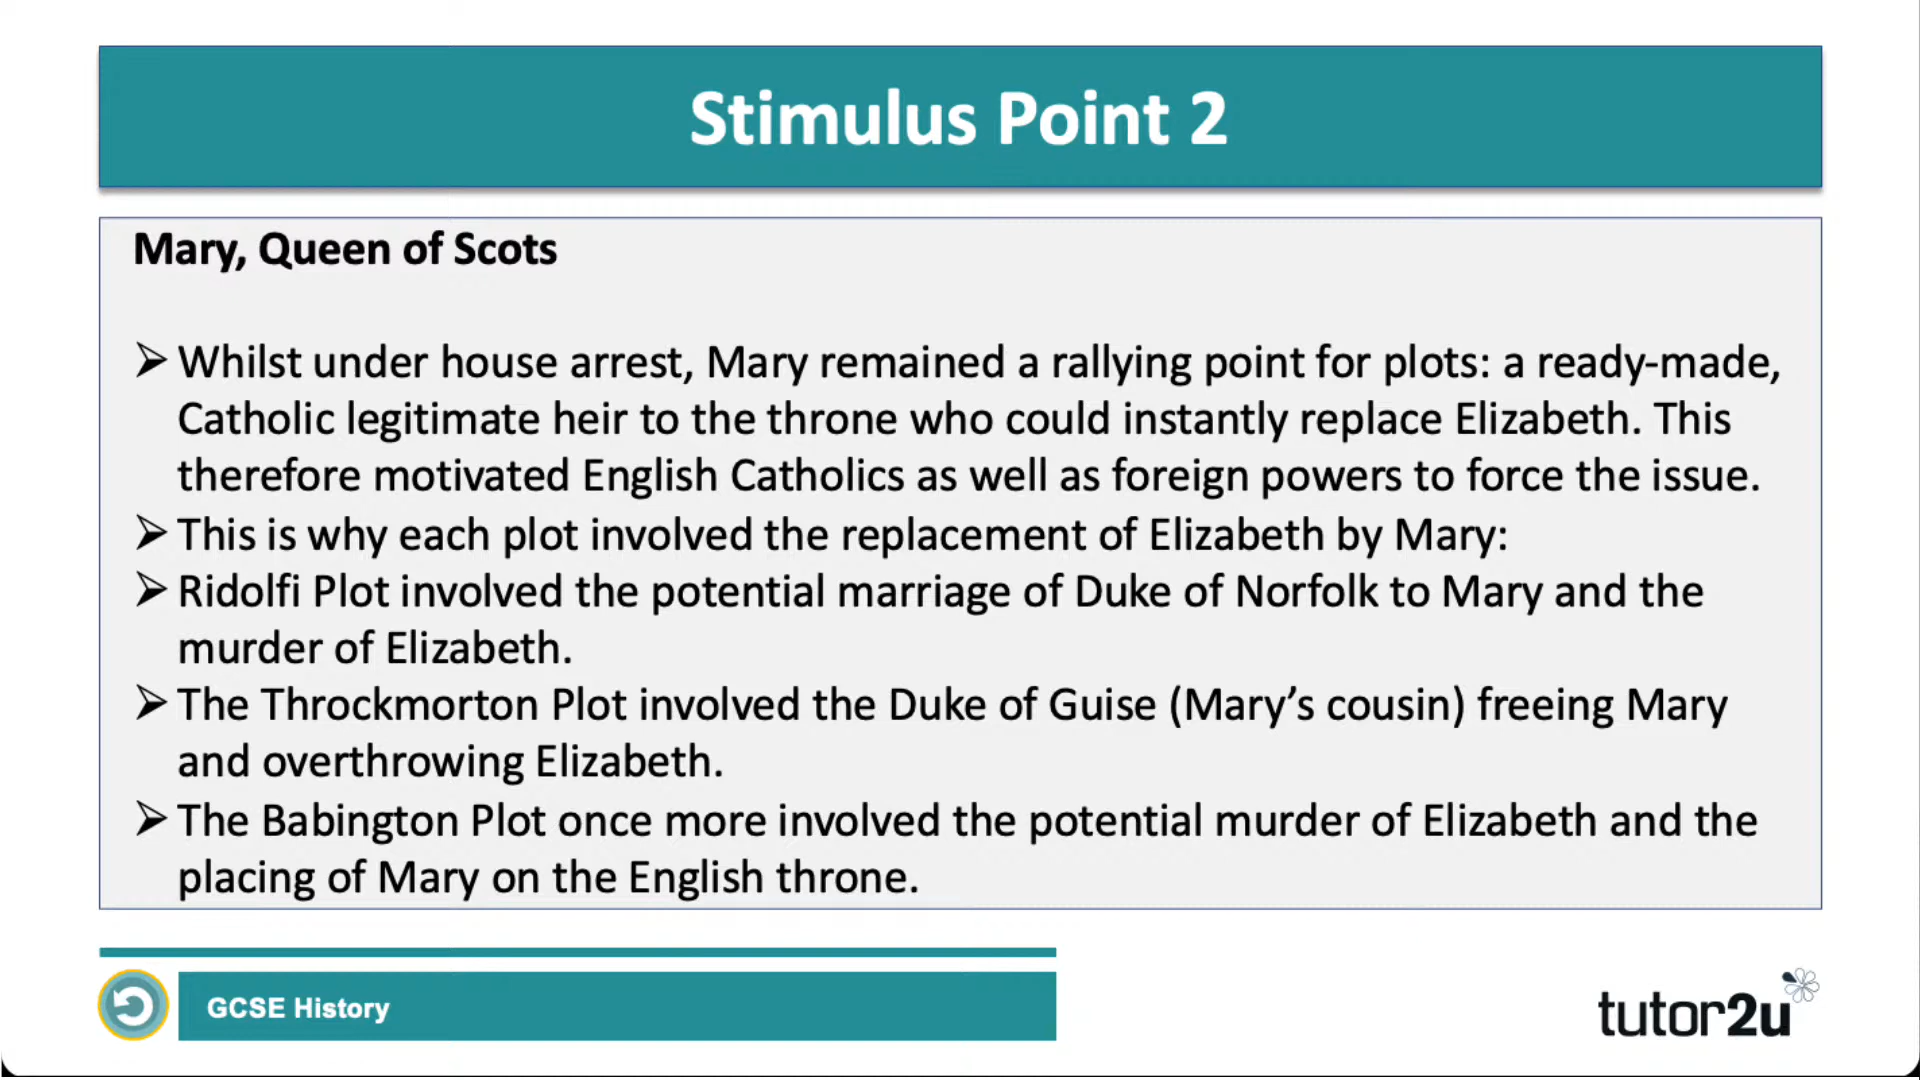 Stimulus Point 2
Mary, Queen of Scots
➢ Whilst under house arrest, Mary remained a rallying point for plots: a ready-made,
Catholic legitimate heir to the throne who could instantly replace Elizabeth. This
therefore motivated English Catholics as well as foreign powers to force the issue.
➢ This is why each plot involved the replacement of Elizabeth by Mary:
➢ Ridolfi Plot involved the potential marriage of Duke of Norfolk to Mary and the
murder of Elizabeth.
➢ The Throckmorton Plot involved the Duke of Guise (Mary’s cousin) freeing Mary
and overthrowing Elizabeth.
➢ The Babington Plot once more involved the potential murder of Elizabeth and the
placing of Mary on the English throne.
GCSE History
tutor2u